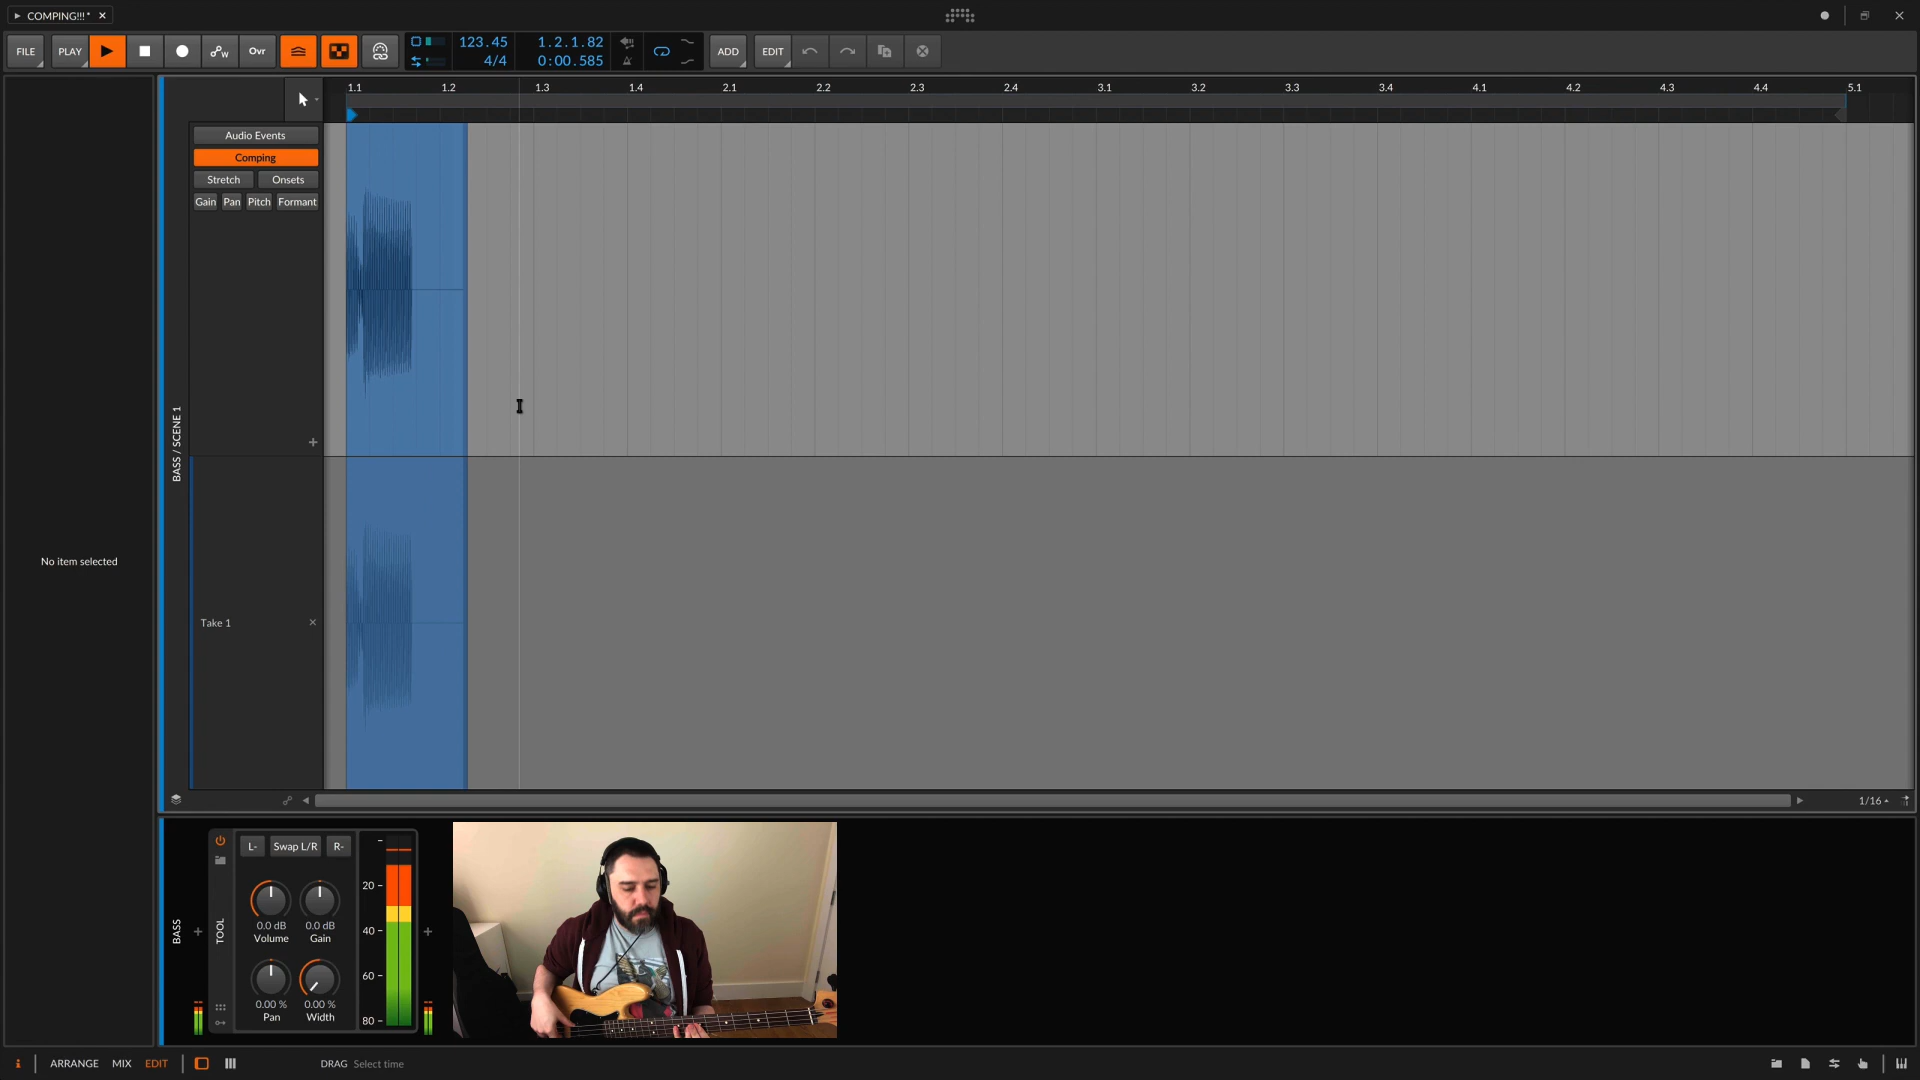 COMPING!!! *
FILE
PLAY
Ovr
123.45
4/4
1.2.1.82
0:00.585
ADD
EDIT
1.1 1.2 1.3 1.4 2.1 2.2 2.3 2.4 3.1 3.2 3.3 3.4 4.1 4.2 4.3 4.4 5.1
Audio Events
Comping
Stretch Onsets
Gain Pan Pitch Formant
BASS / SCENE 1
No item selected
Take 1
1/16
BASS
TOOL
L- Swap L/R R-
0.0 dB 0.0 dB
Volume Gain
0.00 % 0.00 %
Pan Width
20
40
60
80
ARRANGE MIX EDIT
DRAG Select time